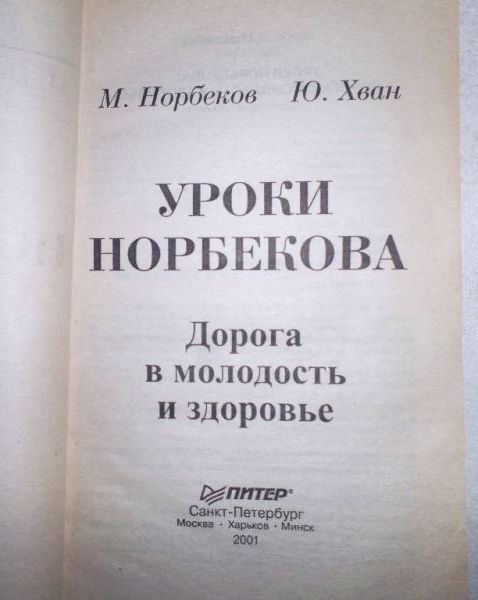 М. Норбеков Ю. Хван
УРОКИ
НОРБЕКОВА
Дорога
в молодость
и здоровье
ПИТЕР®
Санкт-Петербург
Москва · Харьков · Минск
2001